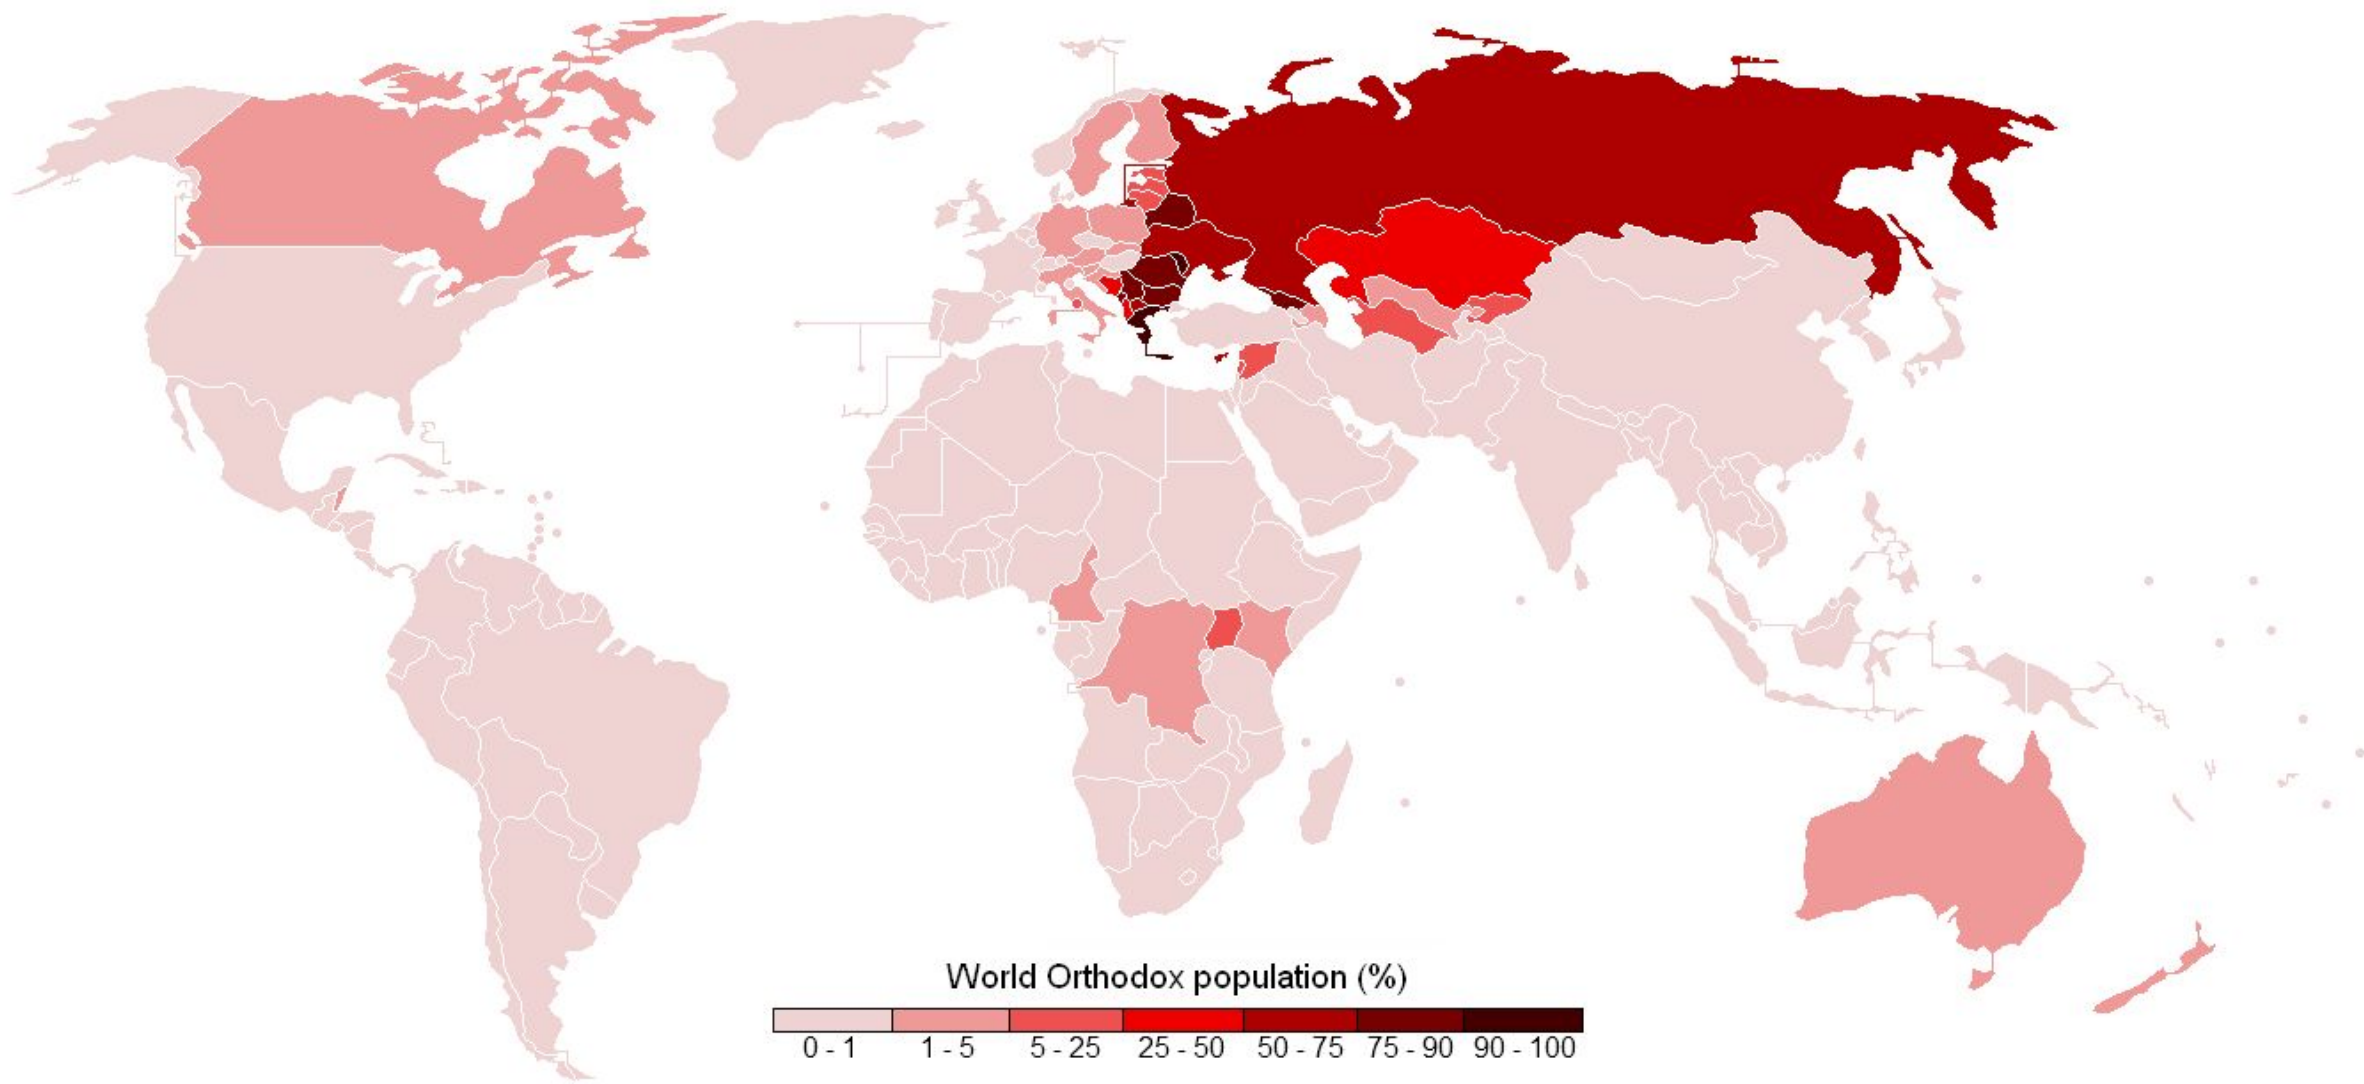 World Orthodox population (%)
0 - 1 1 - 5 5 - 25 25 - 50 50 - 75 75 - 90 90 - 100